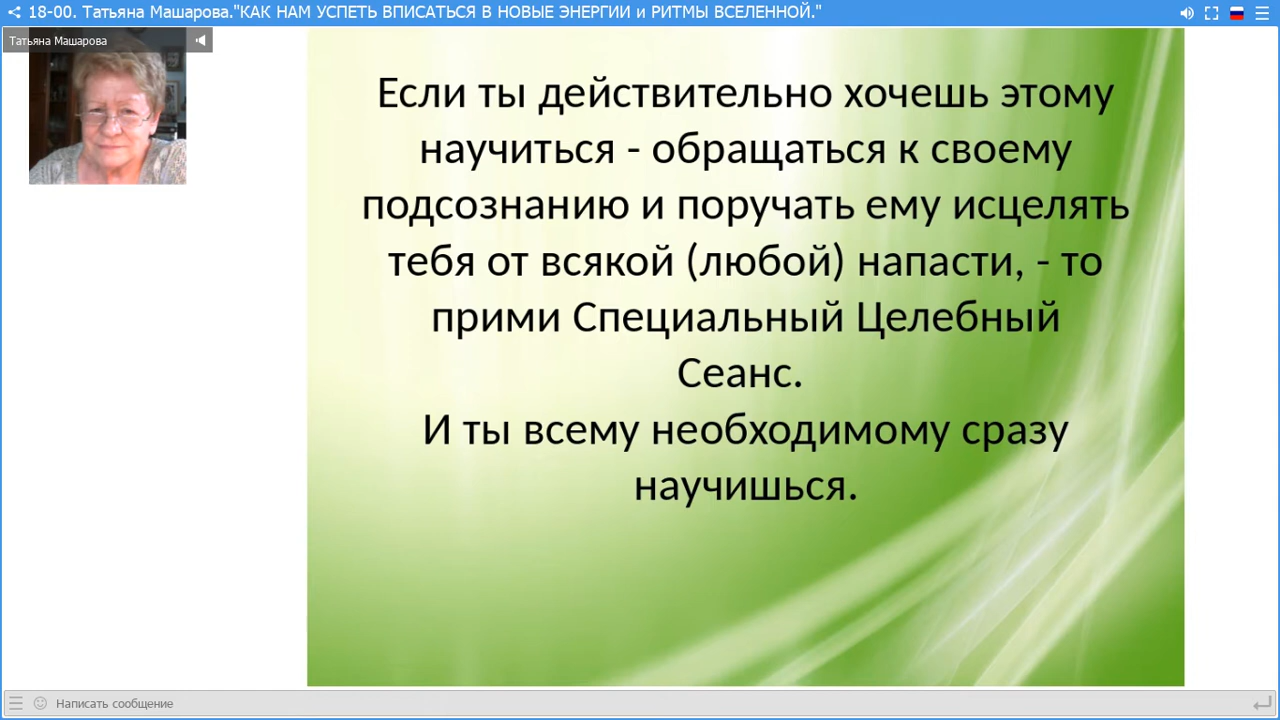 18-00. Татьяна Машарова."КАК НАМ УСПЕТЬ ВПИСАТЬСЯ В НОВЫЕ ЭНЕРГИИ и РИТМЫ ВСЕЛЕННОЙ."
Татьяна Машарова
Если ты действительно хочешь этому
научиться - обращаться к своему
подсознанию и поручать ему исцелять
тебя от всякой (любой) напасти, - то
прими Специальный Целебный
Сеанс.
И ты всему необходимому сразу
научишься.
Написать сообщение